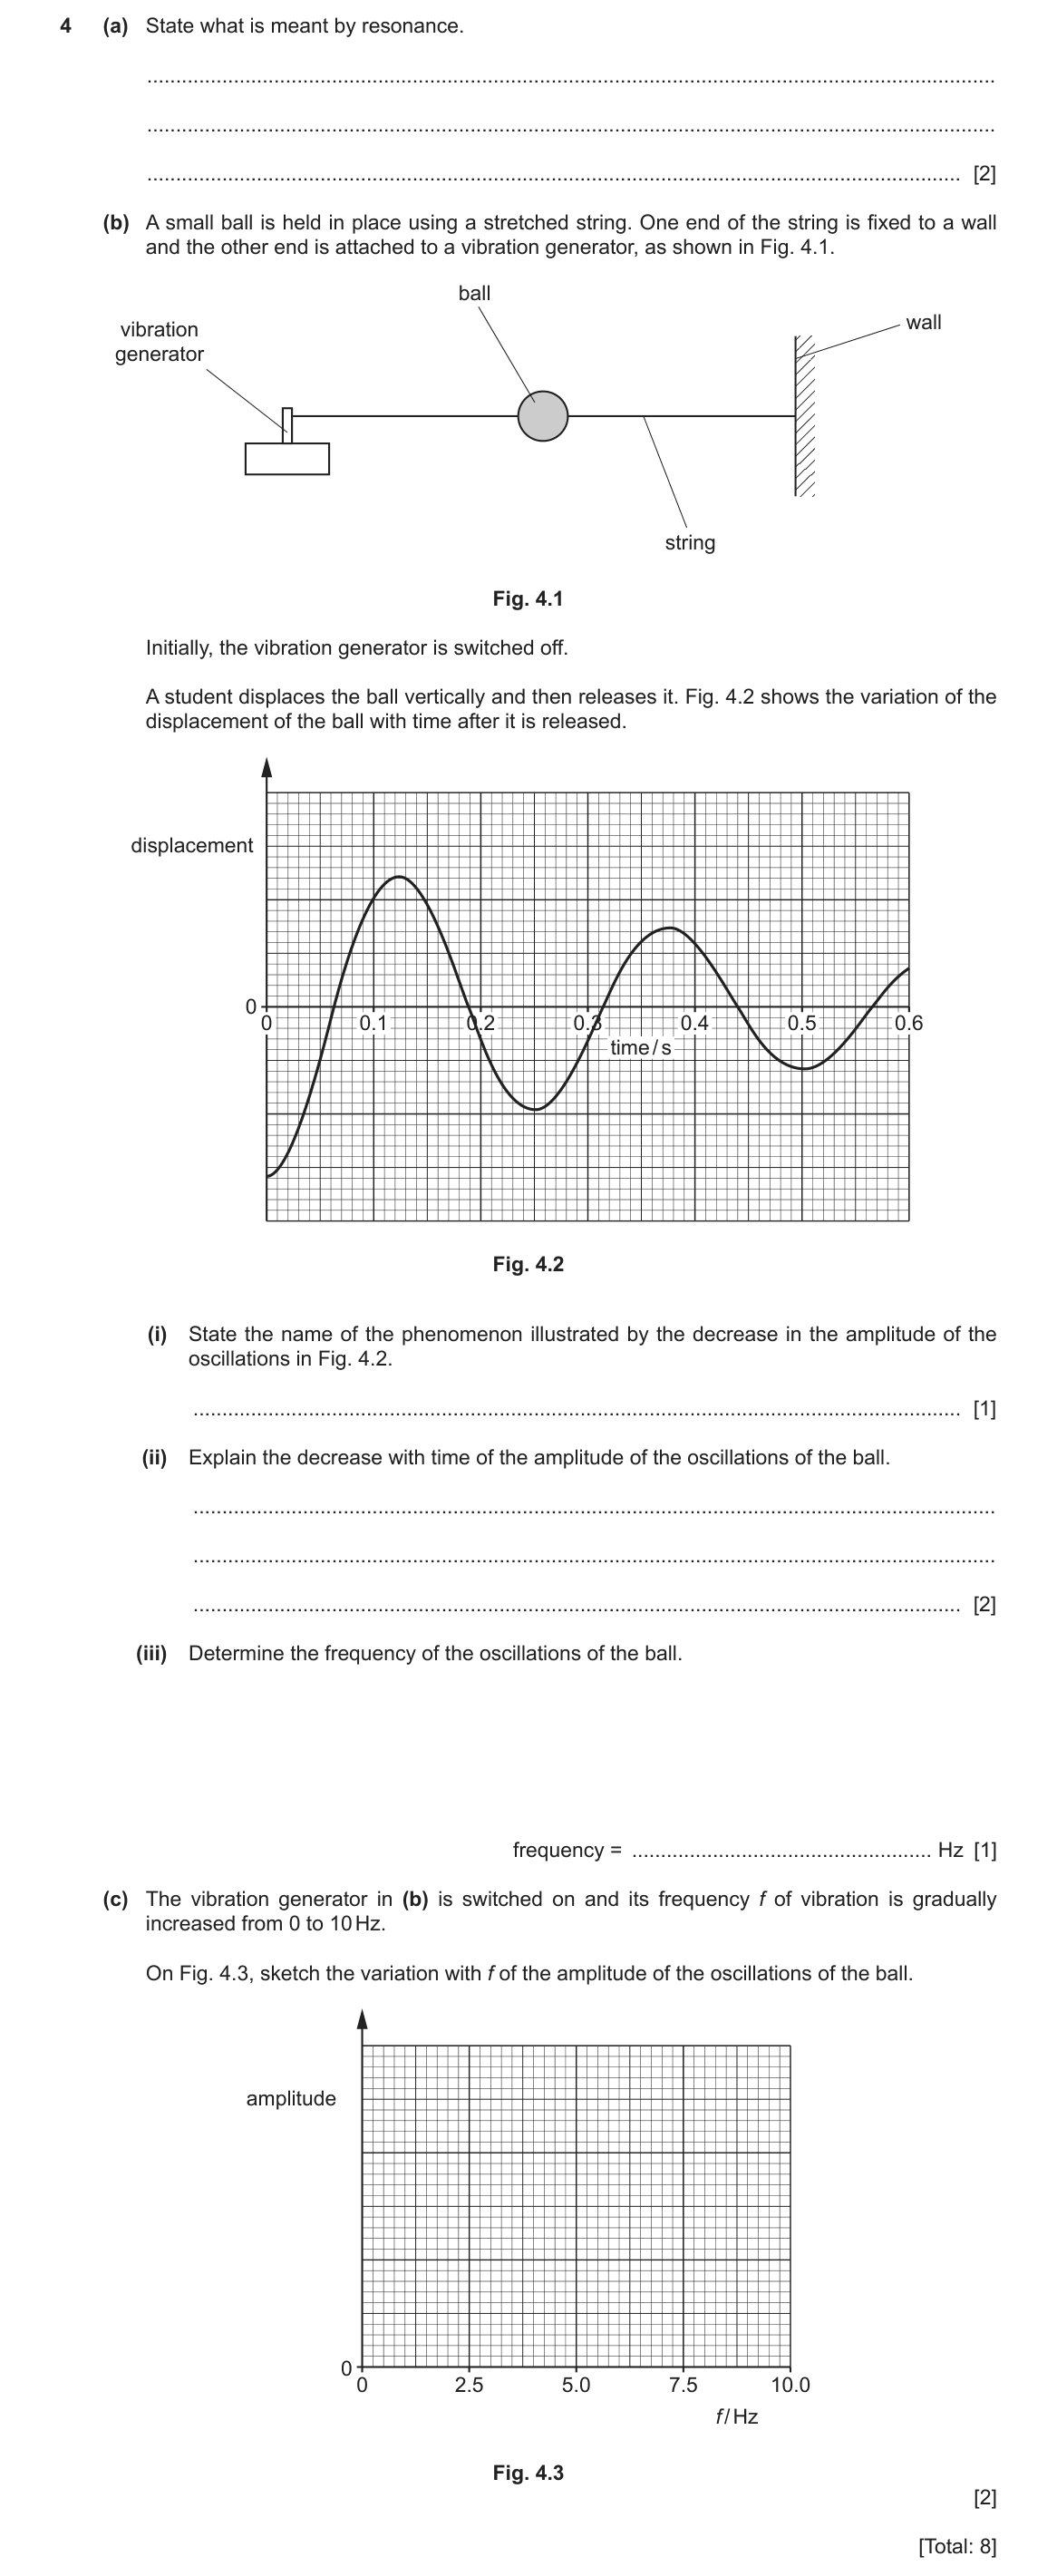 4 (a) State what is meant by resonance.
...................................................................................................................................................
...................................................................................................................................................
............................................................................................................................................. [2]
(b) A small ball is held in place using a stretched string. One end of the string is fixed to a wall
and the other end is attached to a vibration generator, as shown in Fig. 4.1.
ball
wall
vibration
generator
string
Fig. 4.1
Initially, the vibration generator is switched off.
A student displaces the ball vertically and then releases it. Fig. 4.2 shows the variation of the
displacement of the ball with time after it is released.
displacement
0
0 0.1 0.2 0.3 0.4 0.5 0.6
time / s
Fig. 4.2
(i) State the name of the phenomenon illustrated by the decrease in the amplitude of the
oscillations in Fig. 4.2.
..................................................................................................................................... [1]
(ii) Explain the decrease with time of the amplitude of the oscillations of the ball.
...........................................................................................................................................
...........................................................................................................................................
..................................................................................................................................... [2]
(iii) Determine the frequency of the oscillations of the ball.
frequency = .................................................... Hz [1]
(c) The vibration generator in (b) is switched on and its frequency f of vibration is gradually
increased from 0 to 10 Hz.
On Fig. 4.3, sketch the variation with f of the amplitude of the oscillations of the ball.
amplitude
0
0 2.5 5.0 7.5 10.0
f / Hz
Fig. 4.3
[2]
[Total: 8]